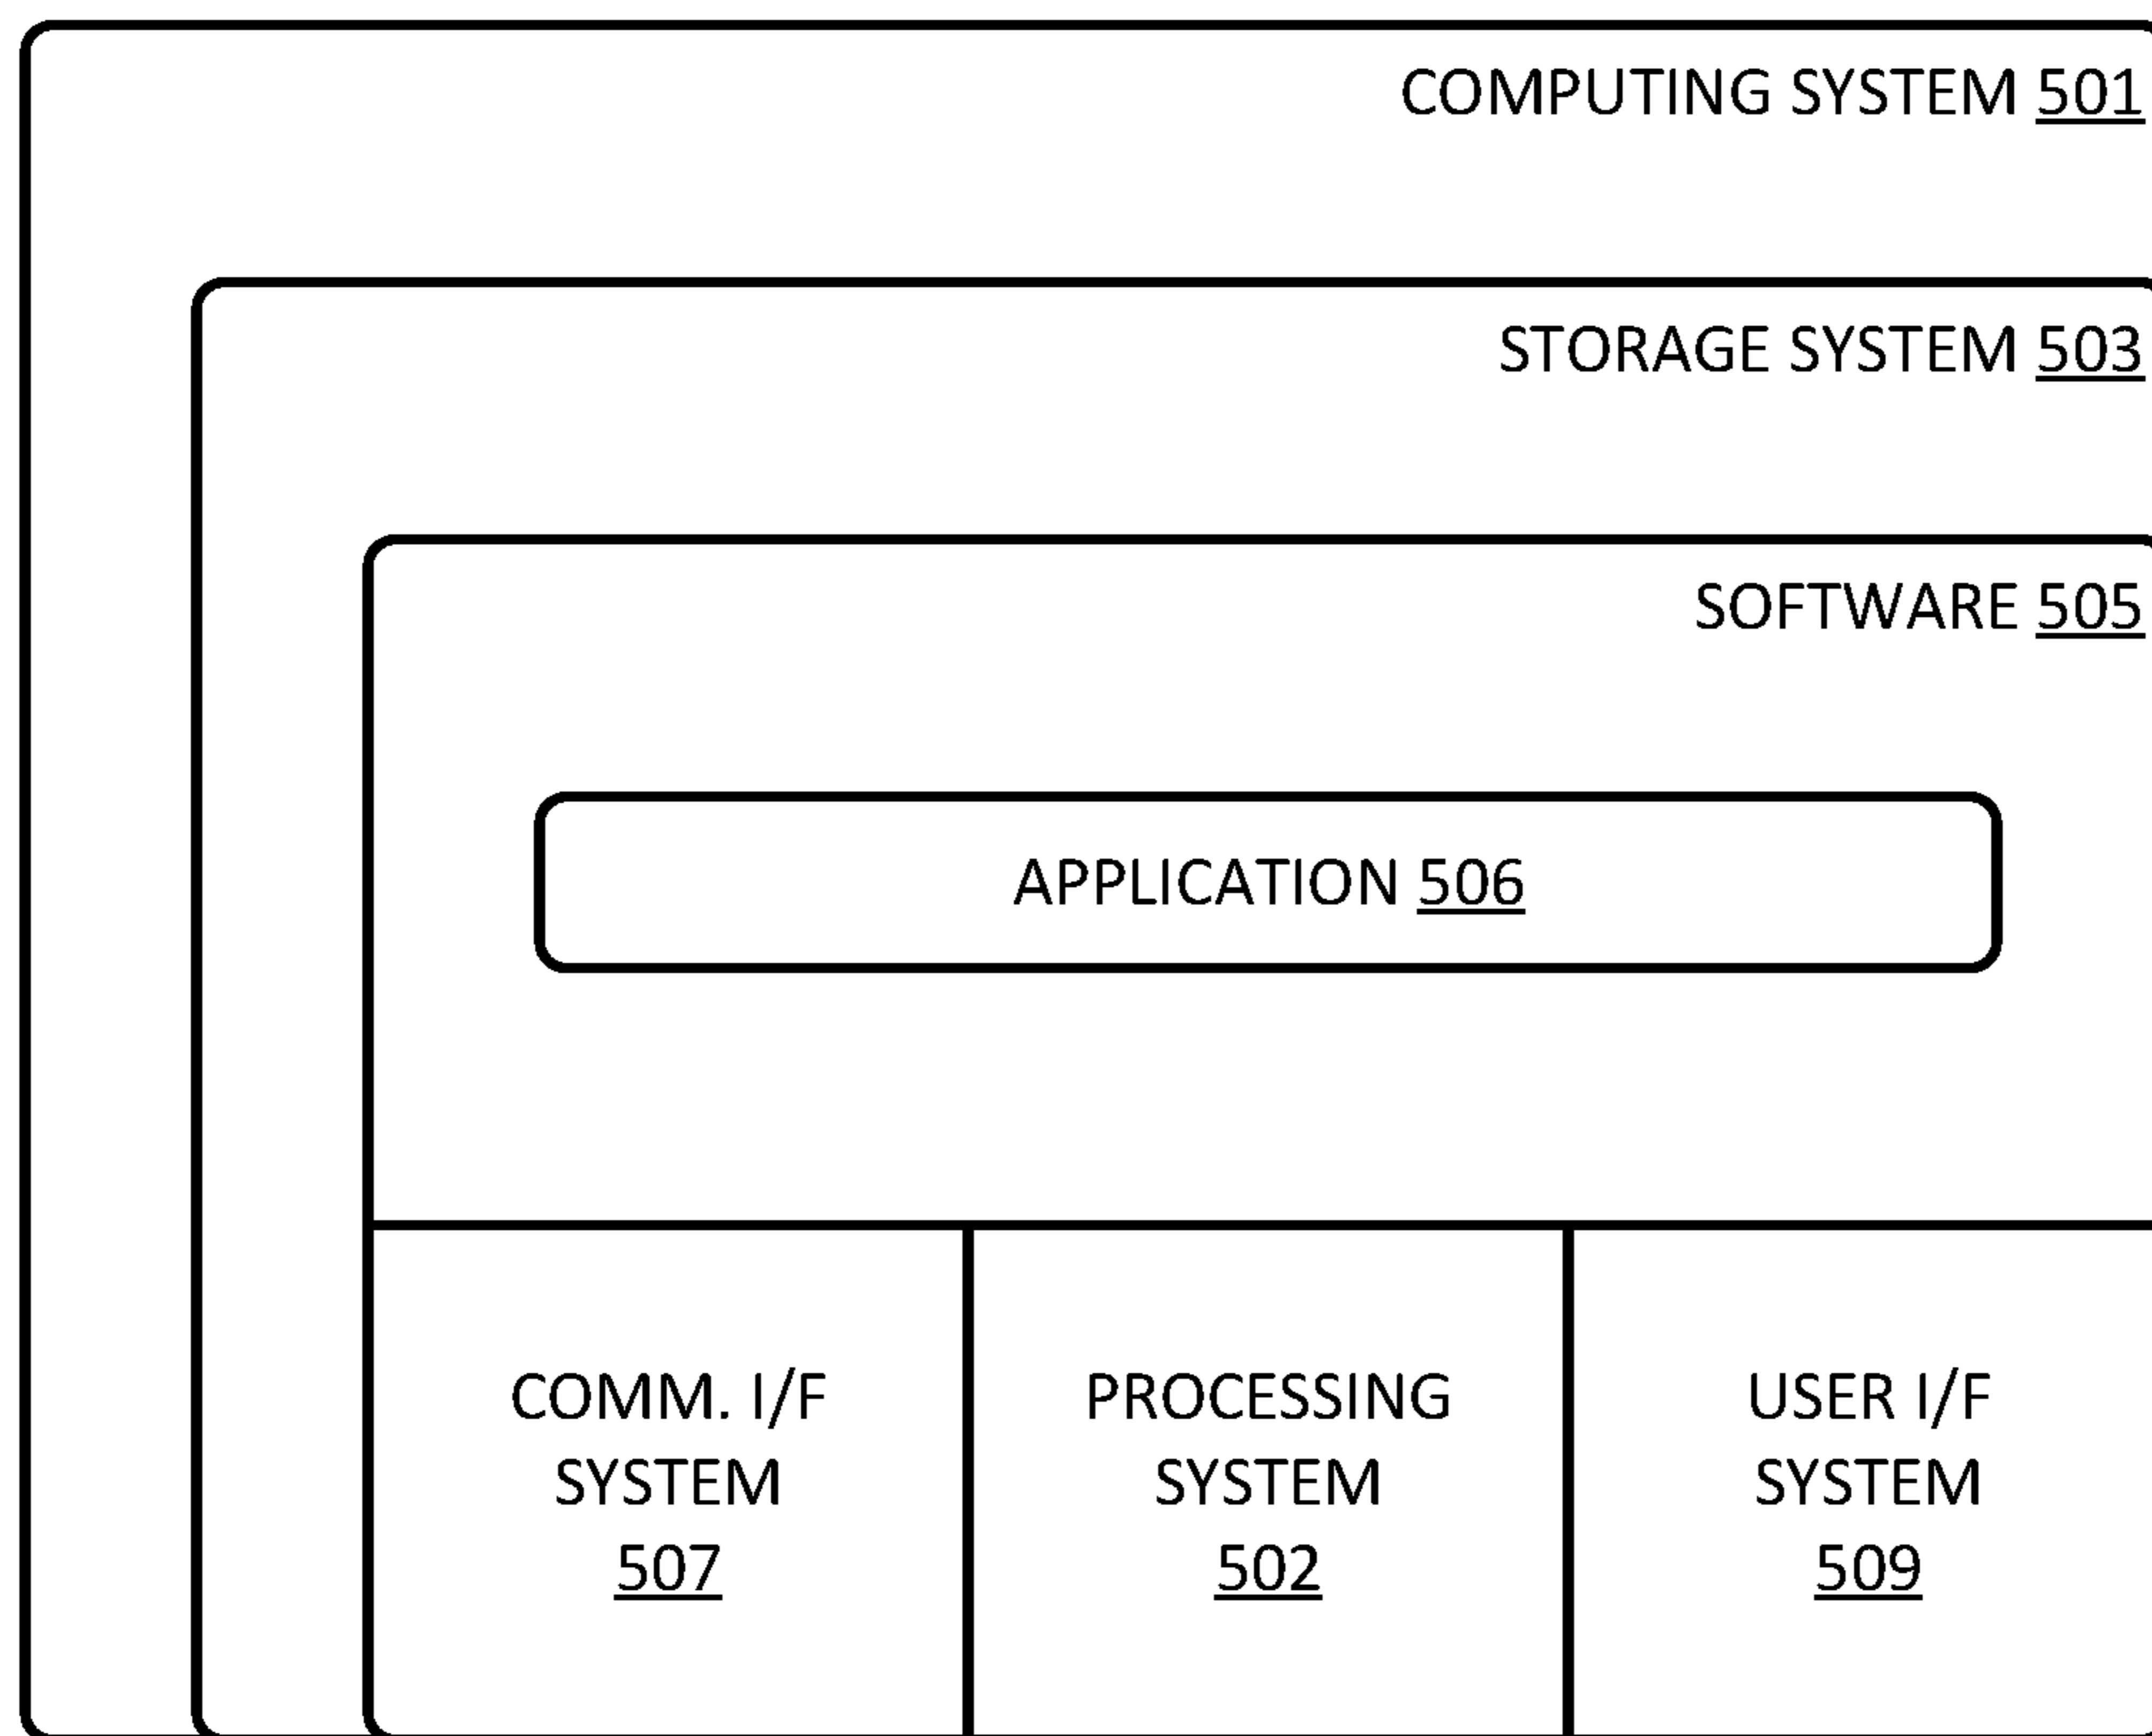 COMPUTING SYSTEM 501
STORAGE SYSTEM 503
SOFTWARE 505
APPLICATION 506
COMM. I/F
SYSTEM
507
PROCESSING
SYSTEM
502
USER I/F
SYSTEM
509